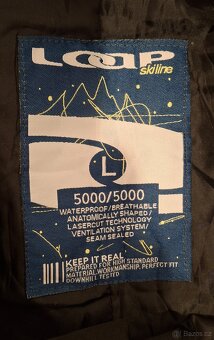 LOAP
skiline
L
5000/5000
WATERPROOF/BREATHABLE
ANATOMICALLY SHAPED/
LASERCUT TECHNOLOGY
VENTILATION SYSTEM/
SEAM SEALED
KEEP IT REAL
PREPARED FOR HIGH STANDARD
MATERIAL, WORKMANSHIP, PERFECT FIT
DOWNHILL TESTED
Bazos.cz